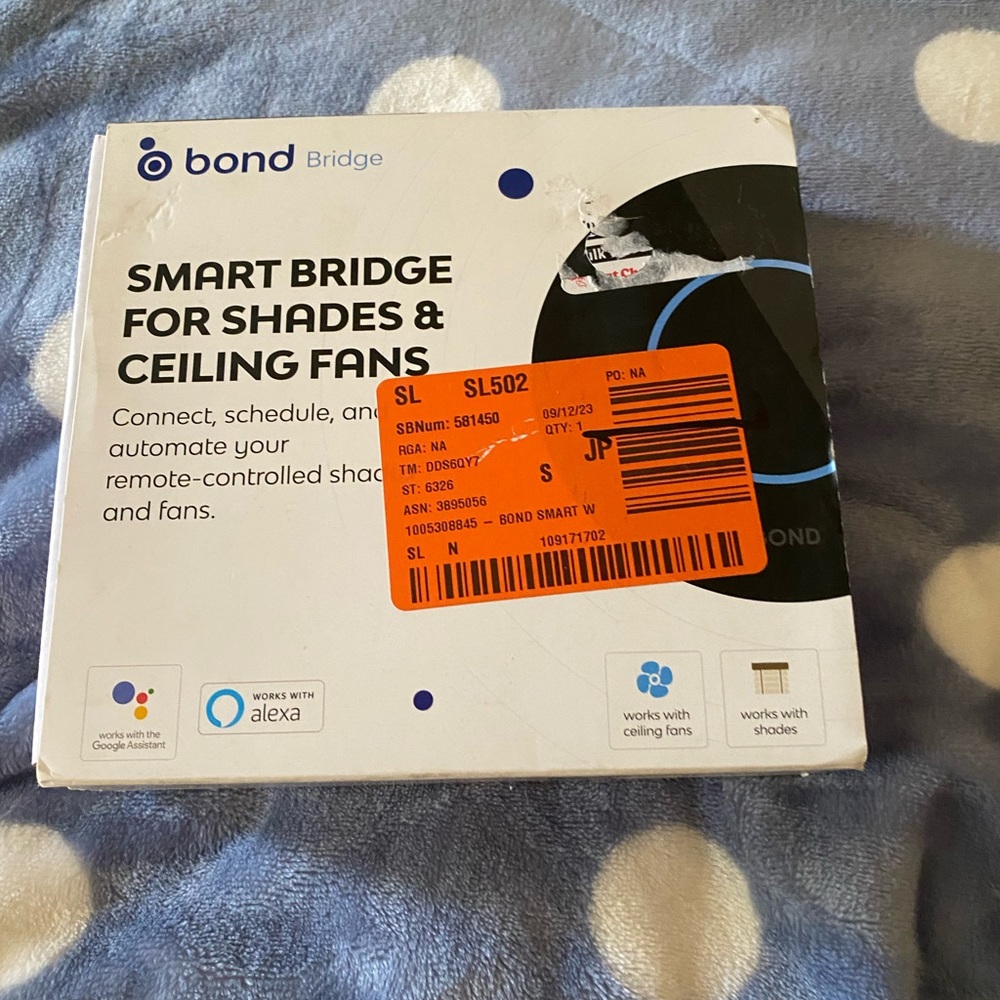 bond Bridge
SMART BRIDGE
FOR SHADES &
CEILING FANS
Connect, schedule, and
automate your
remote-controlled shad
and fans.
SL SL502
PO: NA
SBNum: 581450
09/12/23
RGA: NA
QTY: 1
TM: DDS6QY7
JP
ST: 6326
S
ASN: 3895056
1005308845 – BOND SMART W
SL N
109171702
OND
works with the
Google Assistant
WORKS WITH
alexa
works with
ceiling fans
works with
shades